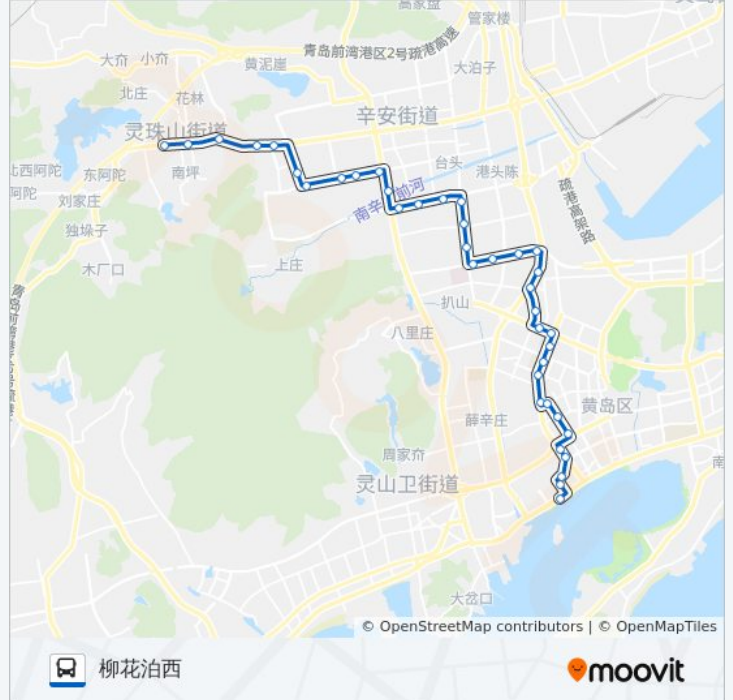 管家楼
青岛前湾港区2号疏港高速
大夼
小夼
黄泥崖
大泊子
北庄
花林
辛安街道
灵珠山街道
台头
北西阿陀
东阿陀
南坪
港头陈
阿陀
刘家庄
南辛
前河
疏港高架路
独垛子
上庄
木厂口
扒山
八里庄
黄岛区
薛辛庄
周家夼
南
灵山卫街道
大岔口
© OpenStreetMap contributors | © OpenMapTiles
柳花泊西
moovit